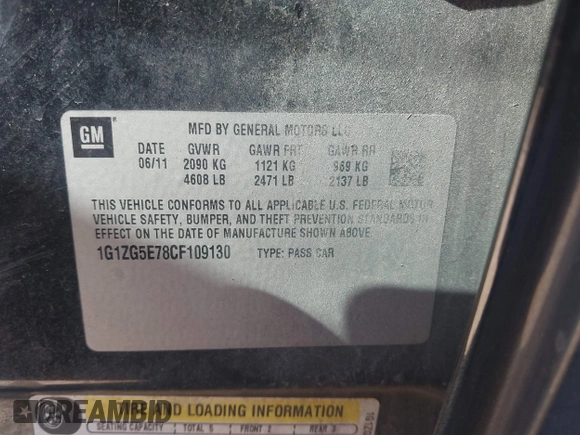 GM
MFD BY GENERAL MOTORS LLC
DATE GVWR GAWR FRT GAWR RR
06/11 2090 KG 1121 KG 969 KG
4608 LB 2471 LB 2137 LB
THIS VEHICLE CONFORMS TO ALL APPLICABLE U.S. FEDERAL MOTOR
VEHICLE SAFETY, BUMPER, AND THEFT PREVENTION STANDARDS IN
EFFECT ON THE DATE OF MANUFACTURE SHOWN ABOVE.
1G1ZG5E78CF109130 TYPE: PASS CAR
TIRE AND LOADING INFORMATION
SEATING CAPACITY TOTAL 5 FRONT 2 REAR 3
GREAMBID